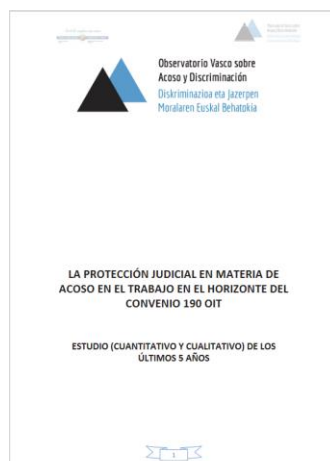 Observatorio Vasco sobre
Acoso y Discriminación
Diskriminazioa eta Jazerpen
Moralaren Euskal Behatokia
LA PROTECCIÓN JUDICIAL EN MATERIA DE
ACOSO EN EL TRABAJO EN EL HORIZONTE DEL
CONVENIO 190 OIT
ESTUDIO (CUANTITATIVO Y CUALITATIVO) DE LOS
ÚLTIMOS 5 AÑOS
1